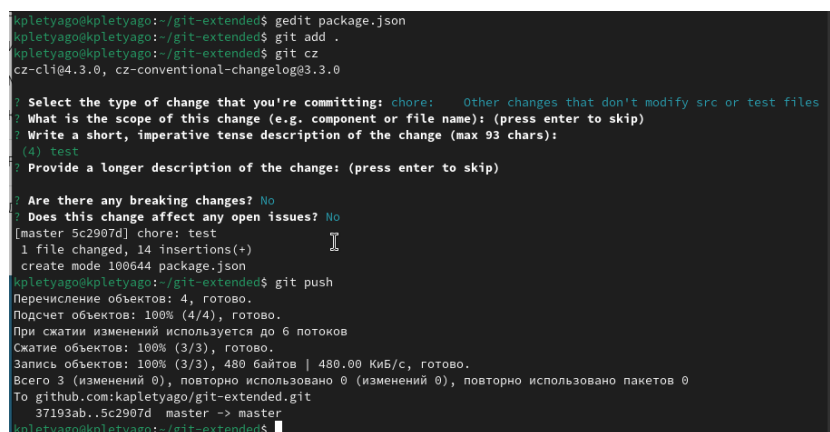 kpletyago@kpletyago:~/git-extended$ gedit package.json
kpletyago@kpletyago:~/git-extended$ git add .
kpletyago@kpletyago:~/git-extended$ git cz
cz-cli@4.3.0, cz-conventional-changelog@3.3.0
? Select the type of change that you're committing: chore:    Other changes that don't modify src or test files
? What is the scope of this change (e.g. component or file name): (press enter to skip)
? Write a short, imperative tense description of the change (max 93 chars):
(4) test
? Provide a longer description of the change: (press enter to skip)
? Are there any breaking changes? No
? Does this change affect any open issues? No
[master 5c2907d] chore: test
1 file changed, 14 insertions(+)
create mode 100644 package.json
kpletyago@kpletyago:~/git-extended$ git push
Перечисление объектов: 4, готово.
Подсчет объектов: 100% (4/4), готово.
При сжатии изменений используется до 6 потоков
Сжатие объектов: 100% (3/3), готово.
Запись объектов: 100% (3/3), 480 байтов | 480.00 КиБ/с, готово.
Всего 3 (изменений 0), повторно использовано 0 (изменений 0), повторно использовано пакетов 0
To github.com:kapletyago/git-extended.git
37193ab..5c2907d  master -> master
kpletyago@kpletyago:~/git-extended$